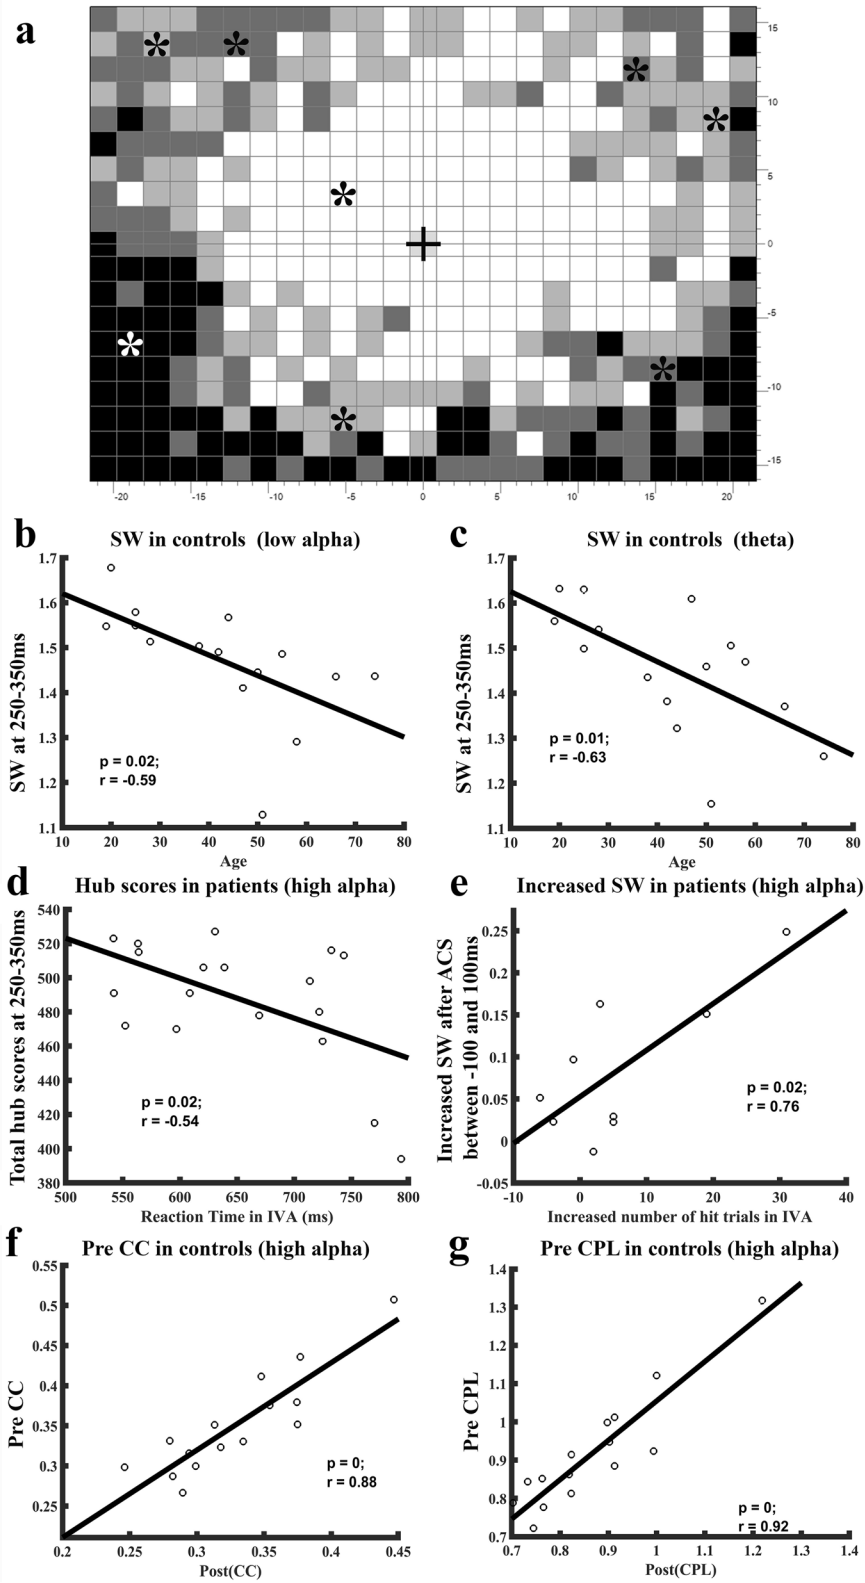 a
15
10
5
0
-5
-10
-15
-20 -15 -10 -5 0 5 10 15 20
b
SW in controls (low alpha)
SW at 250-350ms
1.7
1.6
1.5
1.4
1.3
1.2
1.1
p = 0.02;
r = -0.59
10 20 30 40 50 60 70 80
Age
c
SW in controls (theta)
SW at 250-350ms
1.7
1.6
1.5
1.4
1.3
1.2
1.1
p = 0.01;
r = -0.63
10 20 30 40 50 60 70 80
Age
d
Hub scores in patients (high alpha)
Total hub scores at 250-350ms
540
520
500
480
460
440
420
400
380
p = 0.02;
r = -0.54
500 550 600 650 700 750 800
Reaction Time in IVA (ms)
e
Increased SW in patients (high alpha)
Increased SW after ACS
between -100 and 100ms
0.25
0.2
0.15
0.1
0.05
0
-0.05
p = 0.02;
r = 0.76
-10 0 10 20 30 40
Increased number of hit trials in IVA
f
Pre CC in controls (high alpha)
Pre CC
0.55
0.5
0.45
0.4
0.35
0.3
0.25
p = 0;
r = 0.88
0.2 0.25 0.3 0.35 0.4 0.45
Post(CC)
g
Pre CPL in controls (high alpha)
Pre CPL
1.4
1.3
1.2
1.1
1
0.9
0.8
0.7
p = 0;
r = 0.92
0.7 0.8 0.9 1 1.1 1.2 1.3 1.4
Post(CPL)